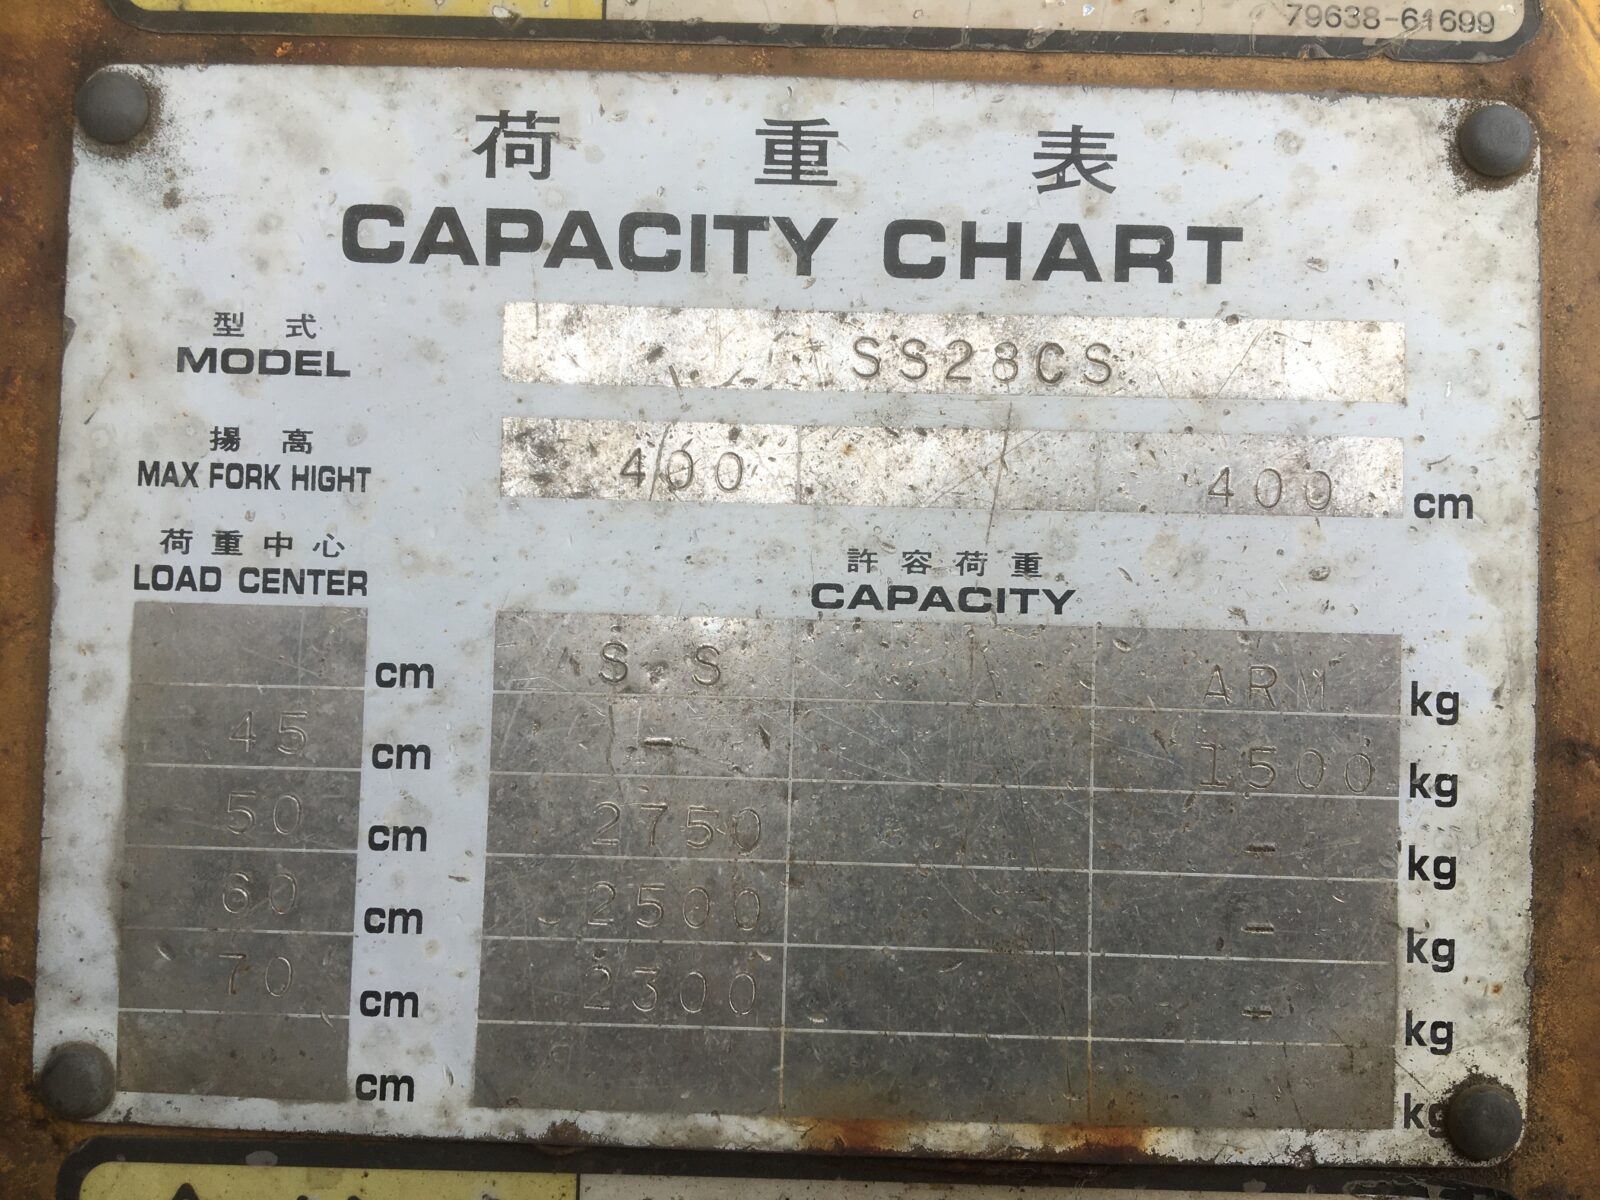 79638-61699
荷重表
CAPACITY CHART
型式
MODEL SS28CS
揚高
MAX FORK HIGHT 400 400 cm
荷重中心
LOAD CENTER
許容荷重
CAPACITY
cm S.S ARM kg
45 cm - 1500 kg
50 cm 2750 - kg
60 cm 2500 - kg
70 cm 2300 - kg
cm kg